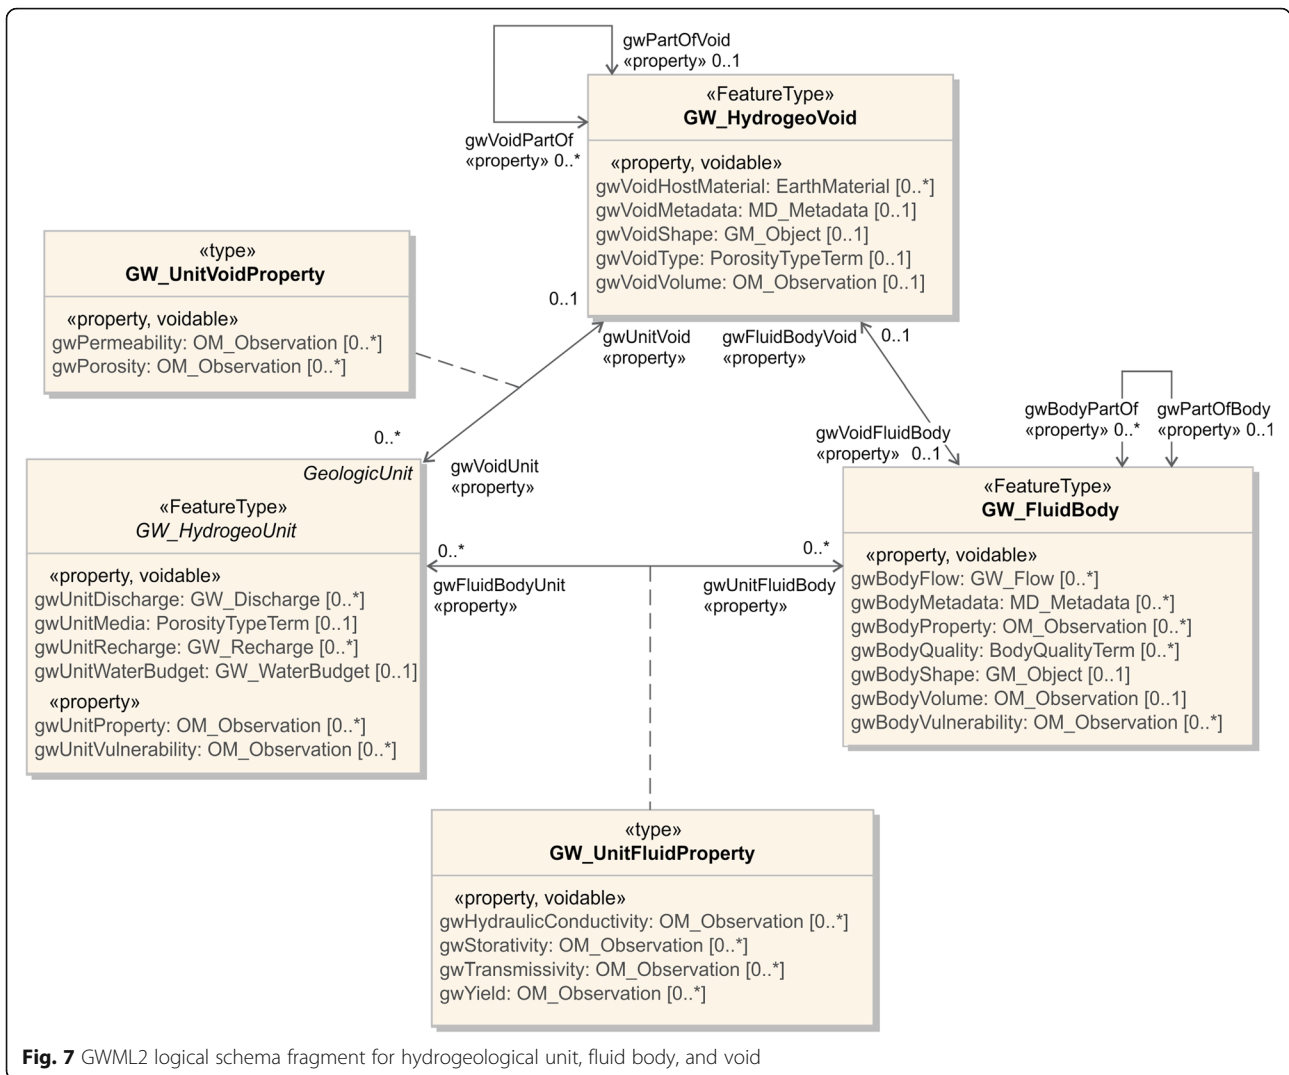 gwPartOfVoid
«property» 0..1
gwVoidPartOf
«property» 0..*
«FeatureType»
GW_HydrogeoVoid
«property, voidable»
gwVoidHostMaterial: EarthMaterial [0..*]
gwVoidMetadata: MD_Metadata [0..1]
gwVoidShape: GM_Object [0..1]
gwVoidType: PorosityTypeTerm [0..1]
gwVoidVolume: OM_Observation [0..1]
«type»
GW_UnitVoidProperty
«property, voidable»
gwPermeability: OM_Observation [0..*]
gwPorosity: OM_Observation [0..*]
0..1
gwUnitVoid
«property»
gwFluidBodyVoid
«property»
0..1
0..*
gwVoidUnit
«property»
gwVoidFluidBody
«property» 0..1
gwBodyPartOf
«property» 0..*
gwPartOfBody
«property» 0..1
GeologicUnit
«FeatureType»
GW_HydrogeoUnit
«property, voidable»
gwUnitDischarge: GW_Discharge [0..*]
gwUnitMedia: PorosityTypeTerm [0..1]
gwUnitRecharge: GW_Recharge [0..*]
gwUnitWaterBudget: GW_WaterBudget [0..1]
«property»
gwUnitProperty: OM_Observation [0..*]
gwUnitVulnerability: OM_Observation [0..*]
0..*
gwFluidBodyUnit
«property»
0..*
gwUnitFluidBody
«property»
«FeatureType»
GW_FluidBody
«property, voidable»
gwBodyFlow: GW_Flow [0..*]
gwBodyMetadata: MD_Metadata [0..*]
gwBodyProperty: OM_Observation [0..*]
gwBodyQuality: BodyQualityTerm [0..*]
gwBodyShape: GM_Object [0..1]
gwBodyVolume: OM_Observation [0..1]
gwBodyVulnerability: OM_Observation [0..*]
«type»
GW_UnitFluidProperty
«property, voidable»
gwHydraulicConductivity: OM_Observation [0..*]
gwStorativity: OM_Observation [0..*]
gwTransmissivity: OM_Observation [0..*]
gwYield: OM_Observation [0..*]
Fig. 7 GWML2 logical schema fragment for hydrogeological unit, fluid body, and void